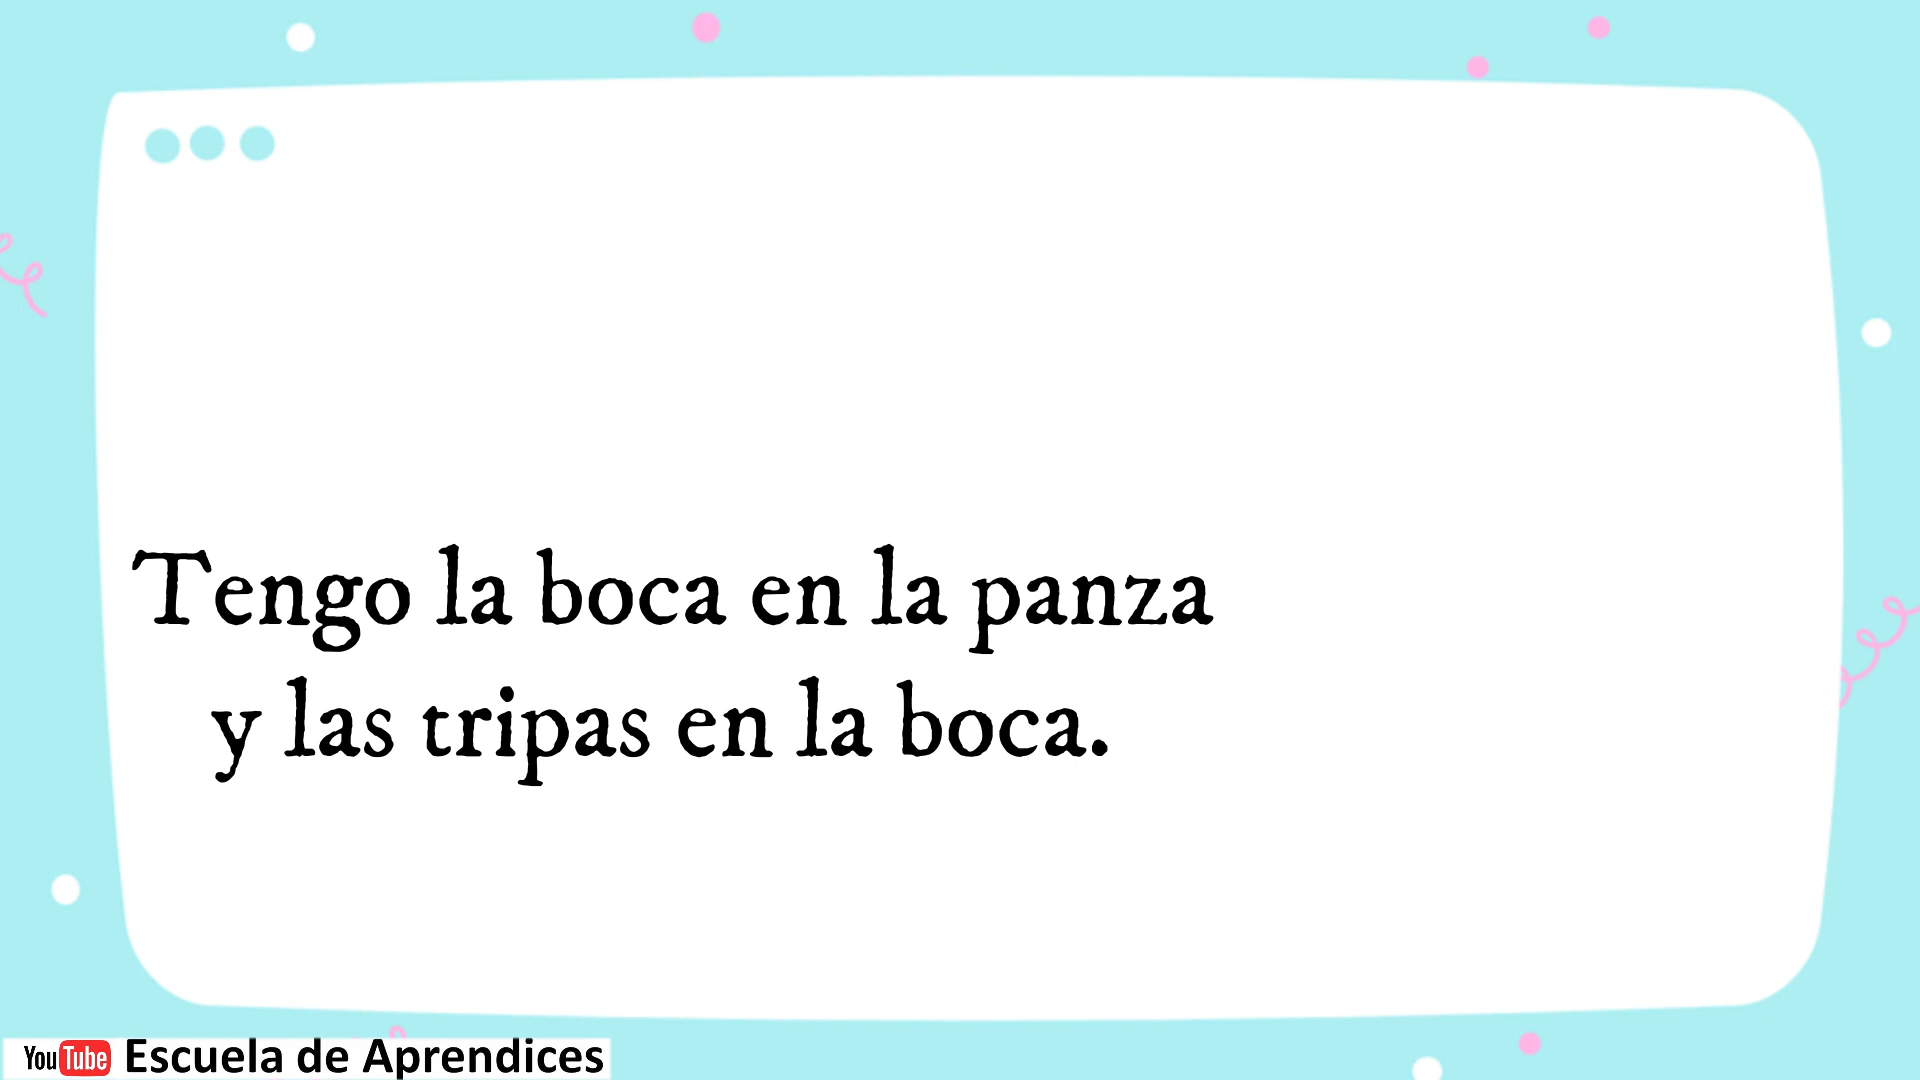 Tengo la boca en la panza
y las tripas en la boca.
YouTube Escuela de Aprendices